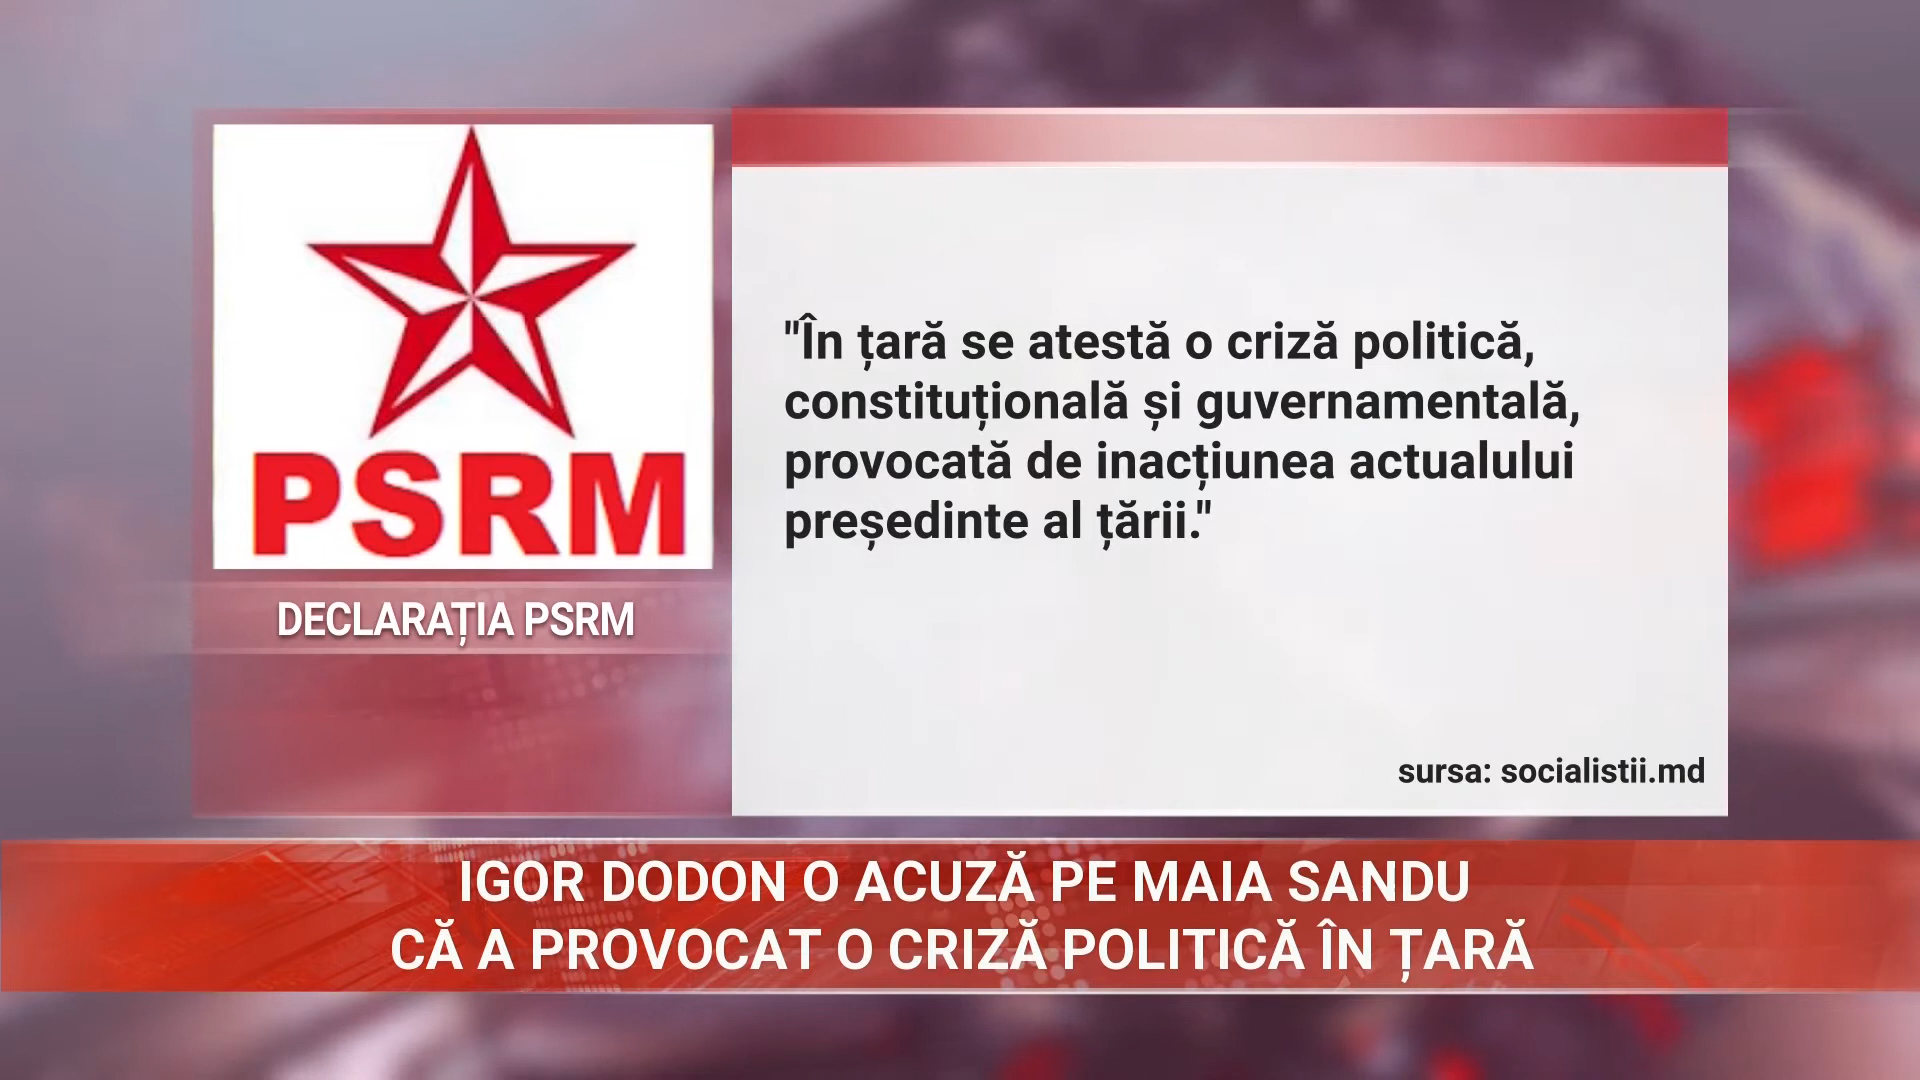 PSRM
DECLARAȚIA PSRM
"În țară se atestă o criză politică,
constituțională și guvernamentală,
provocată de inacțiunea actualului
președinte al țării."
sursa: socialistii.md
IGOR DODON O ACUZĂ PE MAIA SANDU
CĂ A PROVOCAT O CRIZĂ POLITICĂ ÎN ȚARĂ